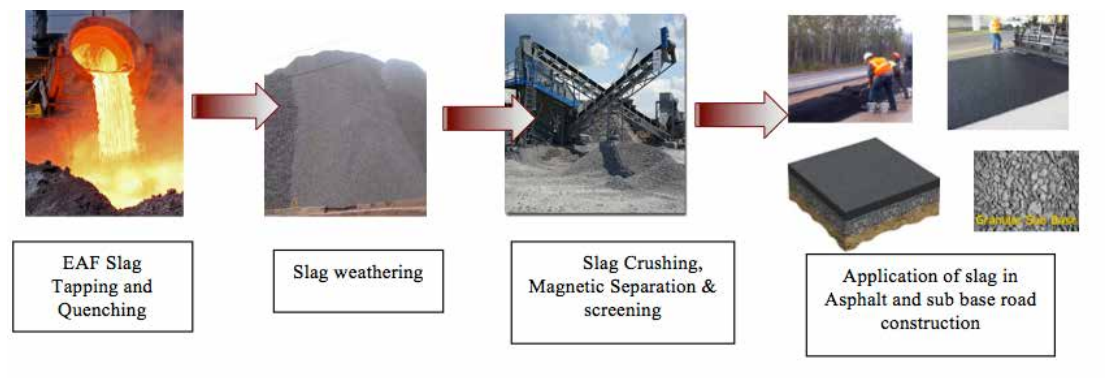 Granular Sub Base
EAF Slag
Tapping and
Quenching
Slag weathering
Slag Crushing,
Magnetic Separation &
screening
Application of slag in
Asphalt and sub base road
construction